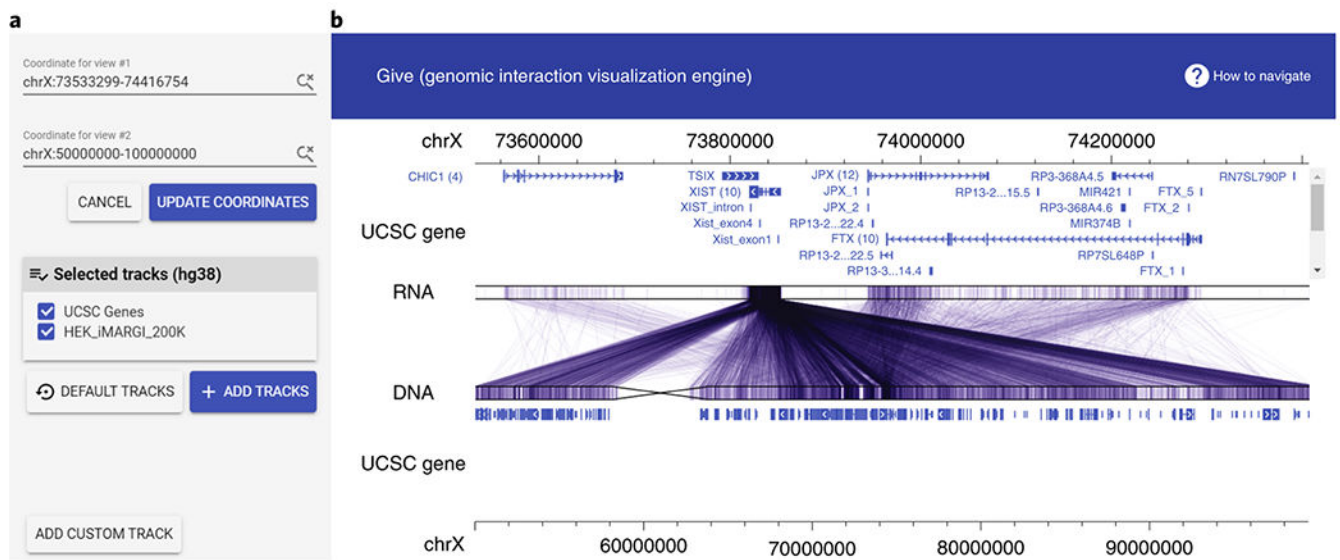 a
Coordinate for view #1
chrX:73533299-74416754
Coordinate for view #2
chrX:50000000-100000000
CANCEL
UPDATE COORDINATES
Selected tracks (hg38)
UCSC Genes
HEK_iMARGI_200K
DEFAULT TRACKS
+ ADD TRACKS
ADD CUSTOM TRACK
b
Give (genomic interaction visualization engine)
? How to navigate
chrX 73600000 73800000 74000000 74200000
CHIC1 (4) TSIX JPX (12) RP3-368A4.5 RN7SL790P
XIST (10) JPX_1 RP13-2...15.5 MIR421 FTX_5
XIST_intron JPX_2 RP3-368A4.6 FTX_2
Xist_exon4 RP13-2...22.4 MIR374B
UCSC gene Xist_exon1 FTX (10)
RP13-2...22.5 RP7SL648P
RP13-3...14.4 FTX_1
RNA
DNA
UCSC gene
chrX 60000000 70000000 80000000 90000000